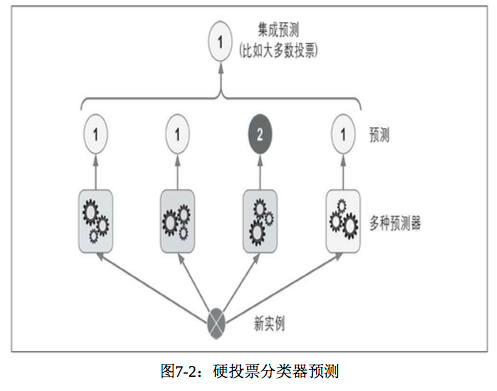 集成预测
(比如大多数投票)
1
1 1 2 1 预测
多种预测器
新实例
图7-2：硬投票分类器预测